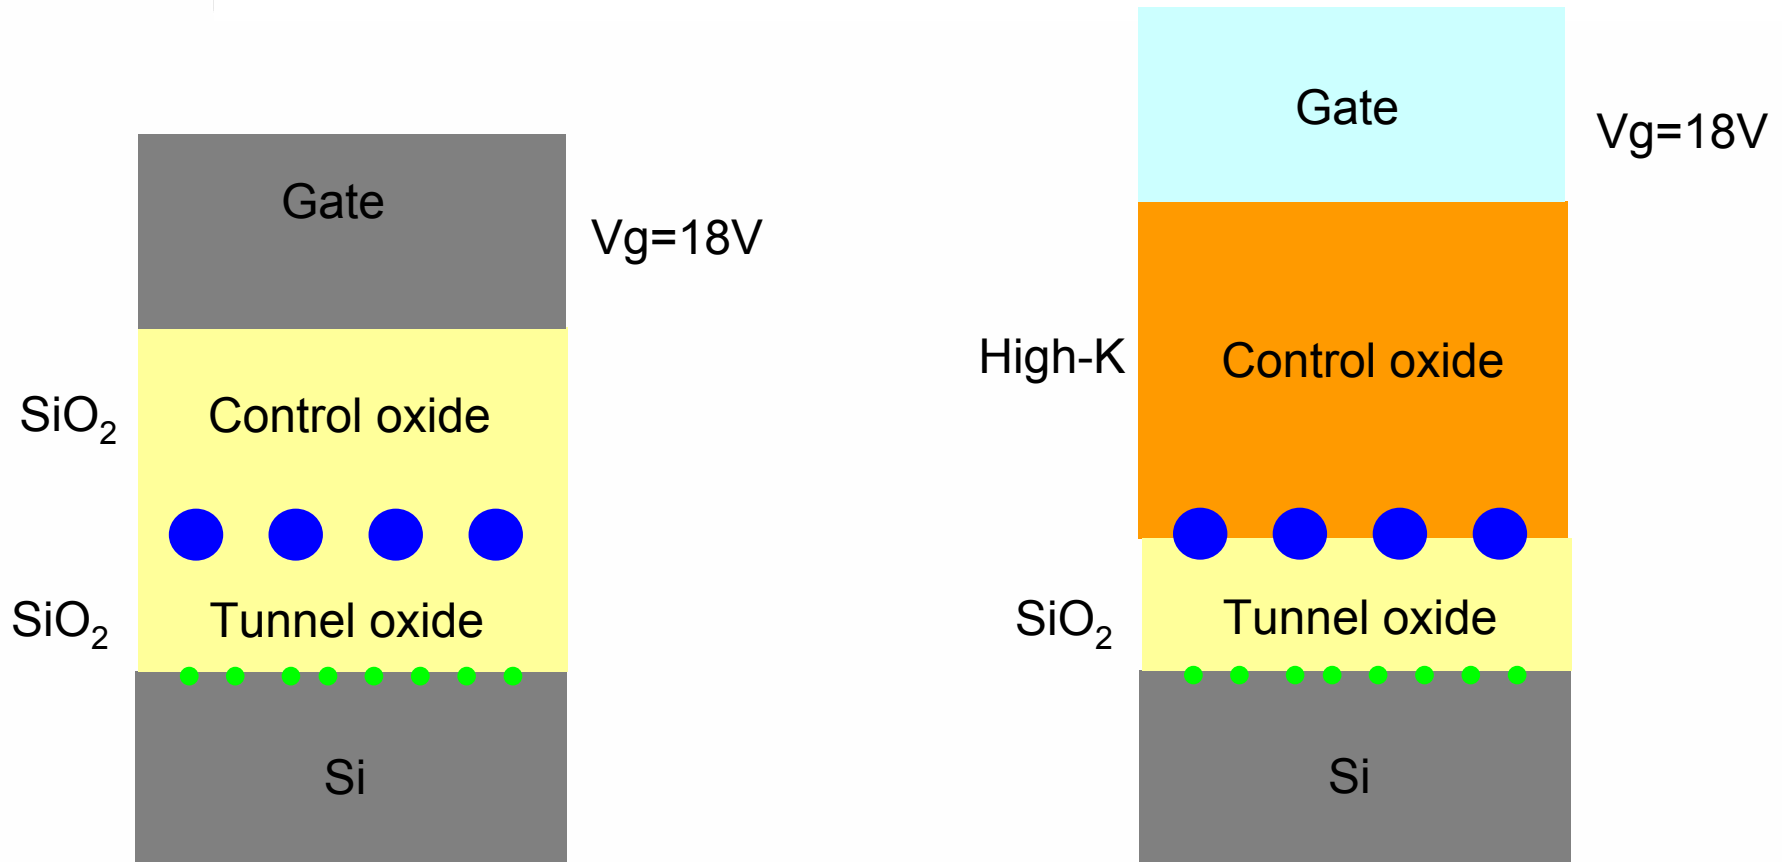 Gate
Vg=18V
SiO₂
Control oxide
SiO₂
Tunnel oxide
Si
Gate
Vg=18V
High-K
Control oxide
SiO₂
Tunnel oxide
Si